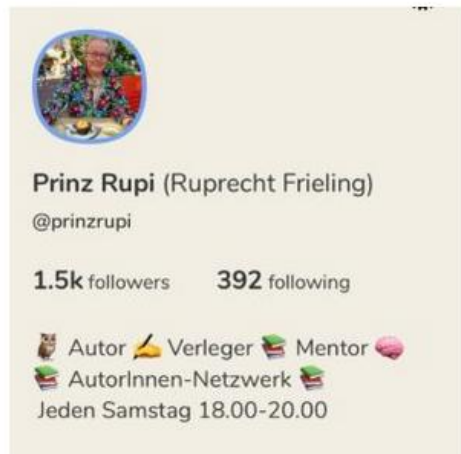 Prinz Rupi (Ruprecht Frieling)
@prinzrupi
1.5k followers 392 following
🦉 Autor ✍️ Verleger 📚 Mentor 🧠
📚 AutorInnen-Netzwerk 📚
Jeden Samstag 18.00-20.00